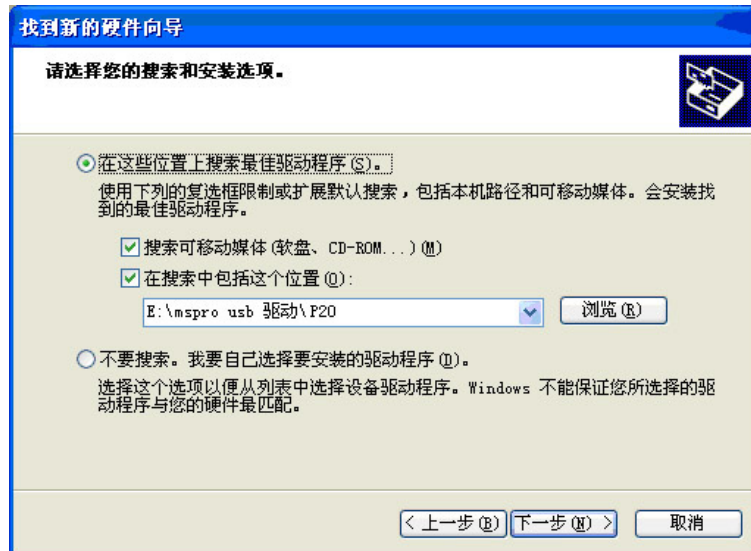 找到新的硬件向导
请选择您的搜索和安装选项。
在这些位置上搜索最佳驱动程序(S)。
使用下列的复选框限制或扩展默认搜索，包括本机路径和可移动媒体。会安装找
到的最佳驱动程序。
搜索可移动媒体(软盘、CD-ROM...)(M)
在搜索中包括这个位置(O):
E:\mspro usb 驱动\P20
浏览(R)
不要搜索。我要自己选择要安装的驱动程序(D)。
选择这个选项以便从列表中选择设备驱动程序。Windows 不能保证您所选择的驱
动程序与您的硬件最匹配。
< 上一步(B) 下一步(N) > 取消